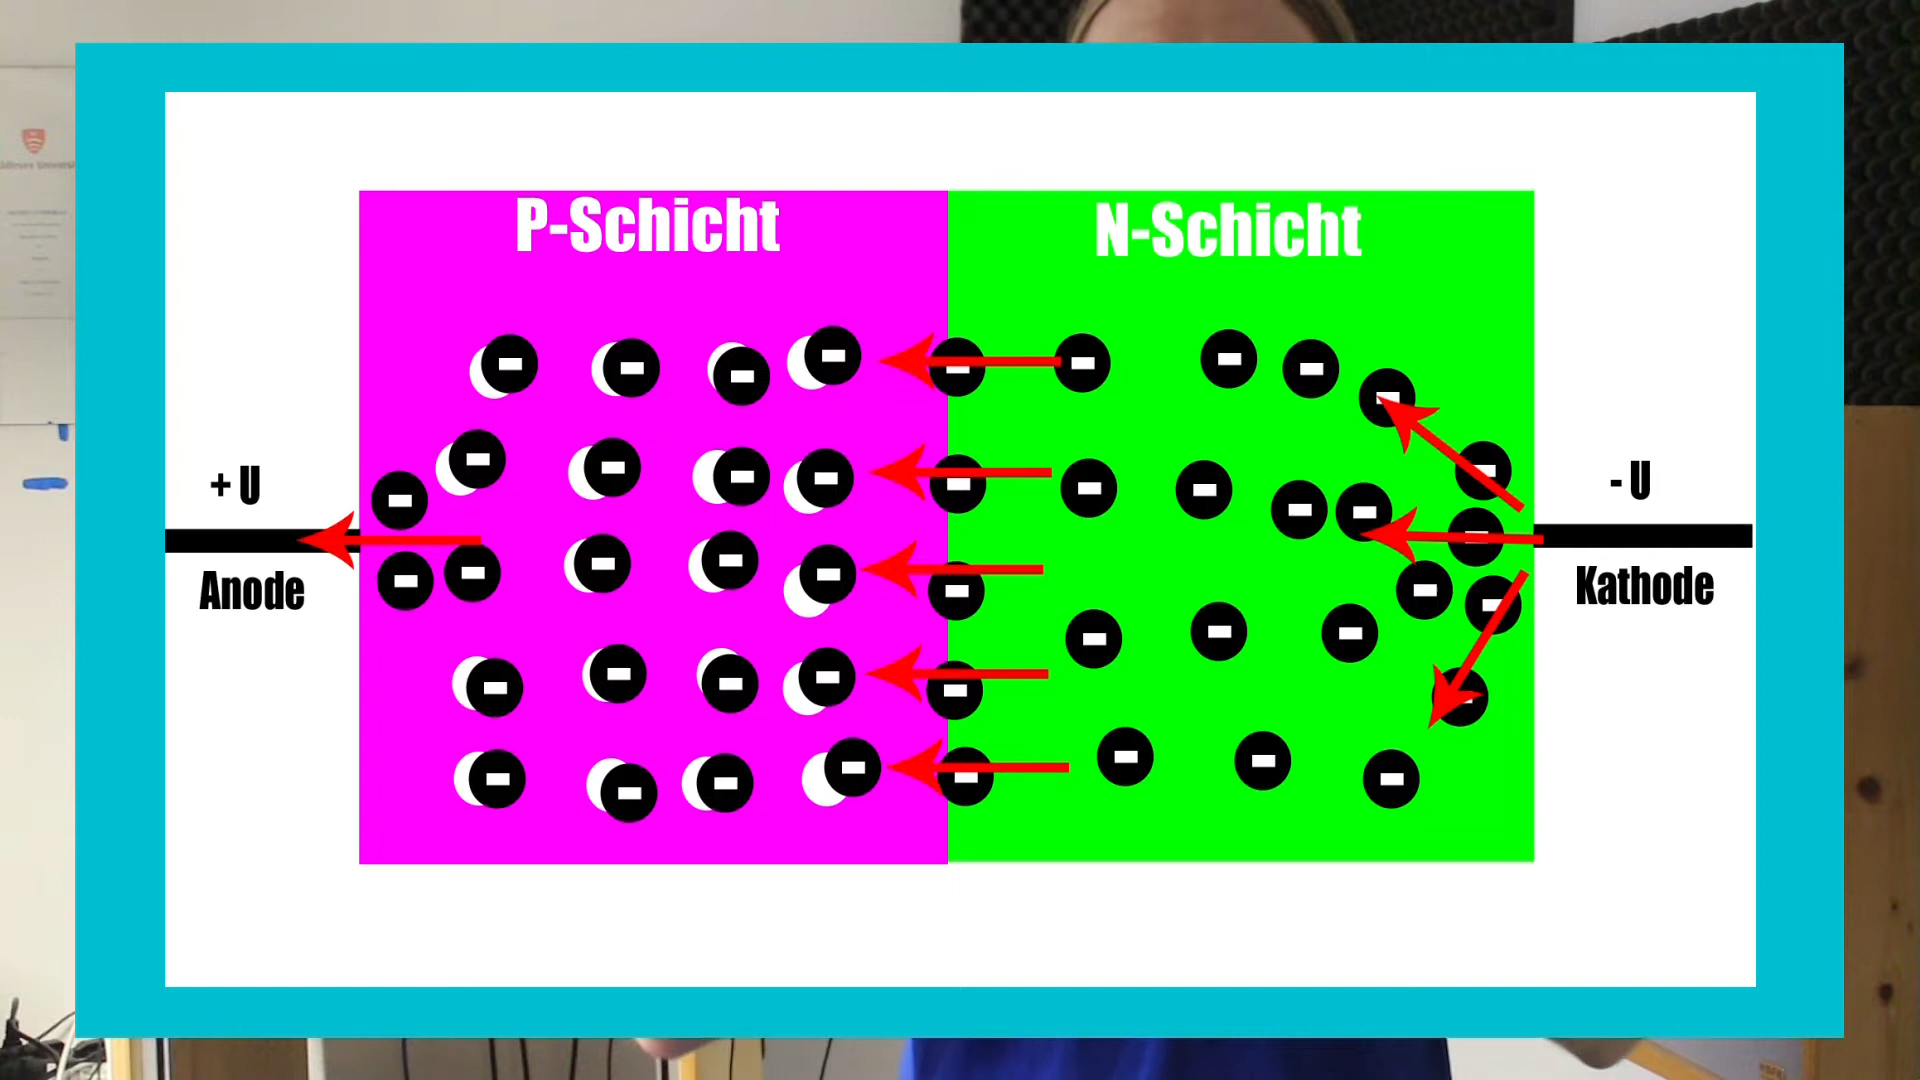 P-Schicht
N-Schicht
+ U
- U
Anode
Kathode